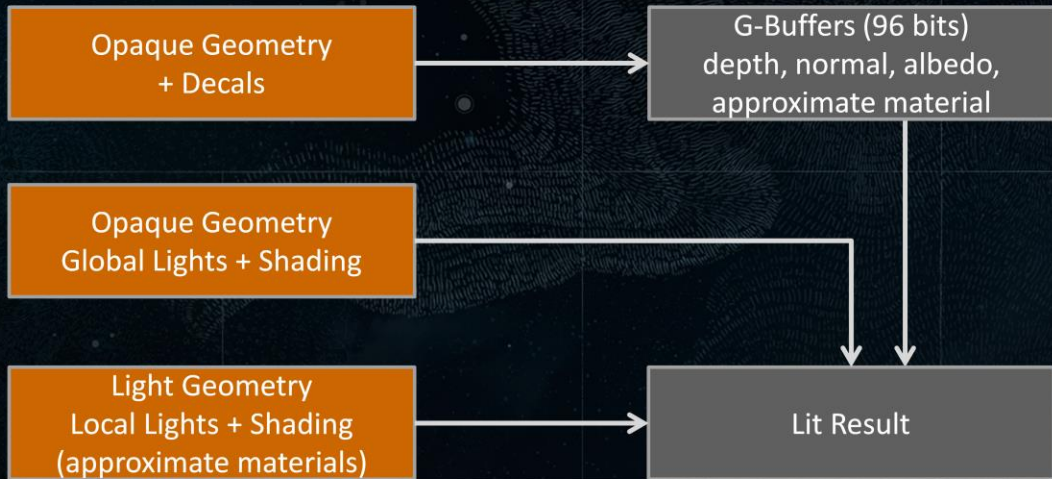 Opaque Geometry
+ Decals
G-Buffers (96 bits)
depth, normal, albedo,
approximate material
Opaque Geometry
Global Lights + Shading
Light Geometry
Local Lights + Shading
(approximate materials)
Lit Result